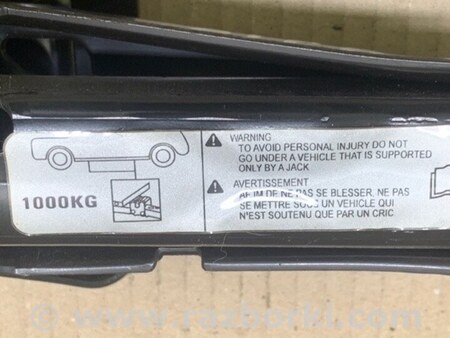 WARNING
TO AVOID PERSONAL INJURY DO NOT
GO UNDER A VEHICLE THAT IS SUPPORTED
ONLY BY A JACK
1000KG
AVERTISSEMENT
AFIM DE NE PAS SE BLESSER. NE PAS
SE METTRE SOUS UN VEHICLE QUI
N'EST SOUTENU QUE PAR UN CRIC
© www.razborki.com